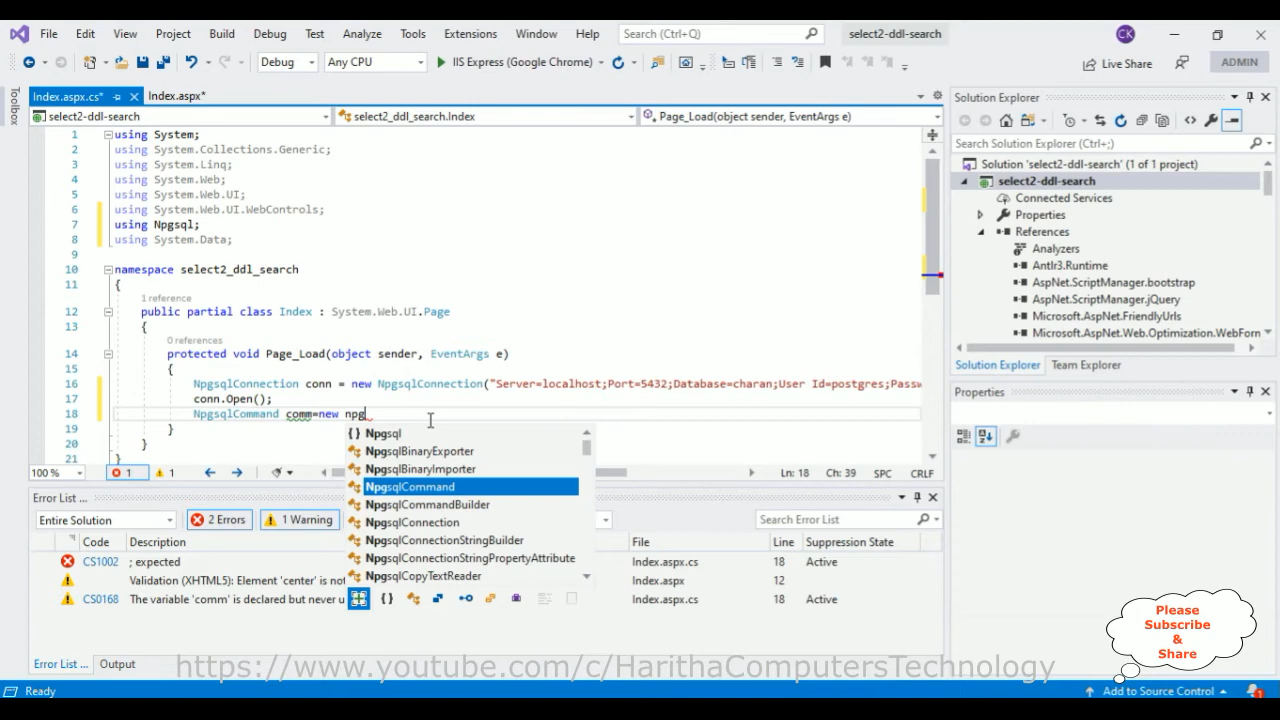 File Edit View Project Build Debug Test Analyze Tools Extensions Window Help Search (Ctrl+Q) select2-ddl-search CK
Debug Any CPU IIS Express (Google Chrome) Live Share ADMIN
Toolbox
Index.aspx.cs* Index.aspx*
select2-ddl-search select2_ddl_search.Index Page_Load(object sender, EventArgs e)
1 using System;
2 using System.Collections.Generic;
3 using System.Linq;
4 using System.Web;
5 using System.Web.UI;
6 using System.Web.UI.WebControls;
7 using Npgsql;
8 using System.Data;
9
10 namespace select2_ddl_search
11 {
1 reference
12 public partial class Index : System.Web.UI.Page
13 {
0 references
14 protected void Page_Load(object sender, EventArgs e)
15 {
16 NpgsqlConnection conn = new NpgsqlConnection("Server=localhost;Port=5432;Database=charan;User Id=postgres;Passw
17 conn.Open();
18 NpgsqlCommand comm=new npg
19 }
20 }
21 }
{ } Npgsql
NpgsqlBinaryExporter
NpgsqlBinaryImporter
NpgsqlCommand
NpgsqlCommandBuilder
NpgsqlConnection
NpgsqlConnectionStringBuilder
NpgsqlConnectionStringPropertyAttribute
NpgsqlCopyTextReader
100 % 1 1 Ln: 18 Ch: 39 SPC CRLF
Error List ...
Entire Solution 2 Errors 1 Warning Search Error List
Code Description File Line Suppression State
CS1002 ; expected Index.aspx.cs 18 Active
Validation (XHTML5): Element 'center' is not Index.aspx 12
CS0168 The variable 'comm' is declared but never u Index.aspx.cs 18 Active
Error List ... Output
Solution Explorer
Search Solution Explorer (Ctrl+;)
Solution 'select2-ddl-search' (1 of 1 project)
select2-ddl-search
Connected Services
Properties
References
Analyzers
Antlr3.Runtime
AspNet.ScriptManager.bootstrap
AspNet.ScriptManager.jQuery
Microsoft.AspNet.FriendlyUrls
Microsoft.AspNet.Web.Optimization.WebForn
Solution Explorer Team Explorer
Properties
Please
Subscribe
&
Share
https://www.youtube.com/c/HarithaComputersTechnology
Ready Add to Source Control 1